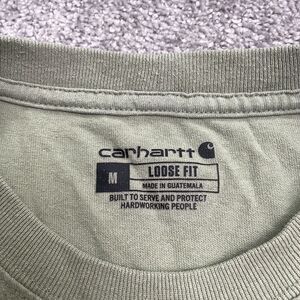 carhartt
M LOOSE FIT
MADE IN GUATEMALA
BUILT TO SERVE AND PROTECT
HARDWORKING PEOPLE